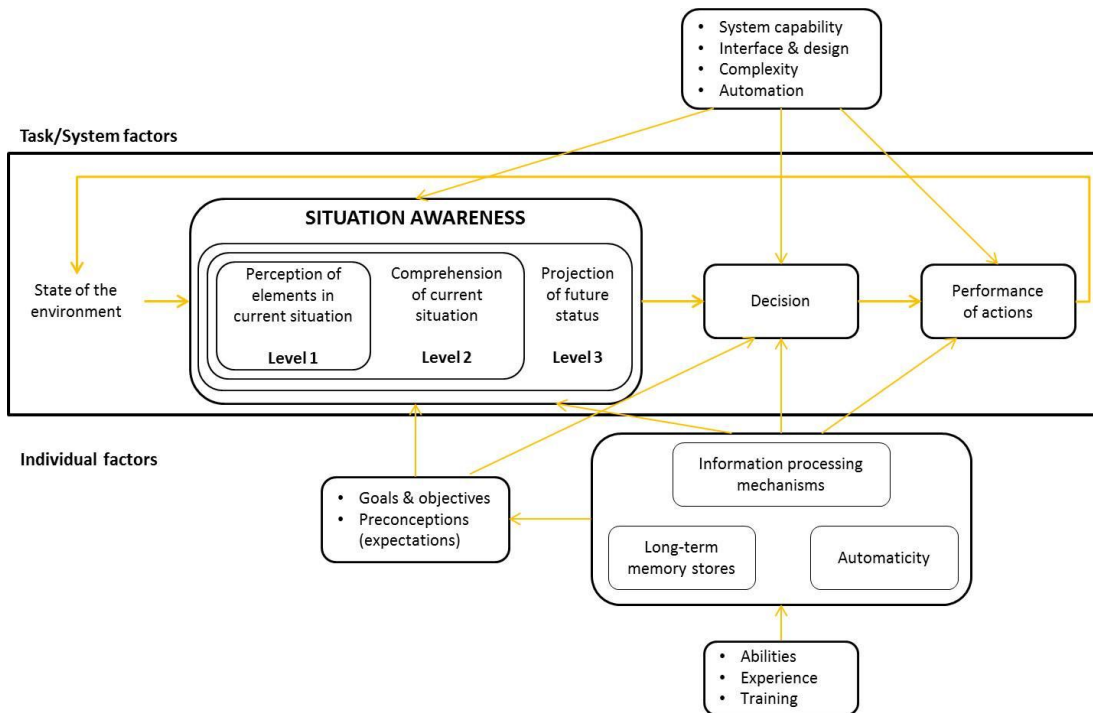 • System capability
• Interface & design
• Complexity
• Automation
Task/System factors
SITUATION AWARENESS
State of the
environment
Perception of
elements in
current situation
Level 1
Comprehension
of current
situation
Level 2
Projection
of future
status
Level 3
Decision
Performance
of actions
Individual factors
• Goals & objectives
• Preconceptions
(expectations)
Information processing
mechanisms
Long-term
memory stores
Automaticity
• Abilities
• Experience
• Training